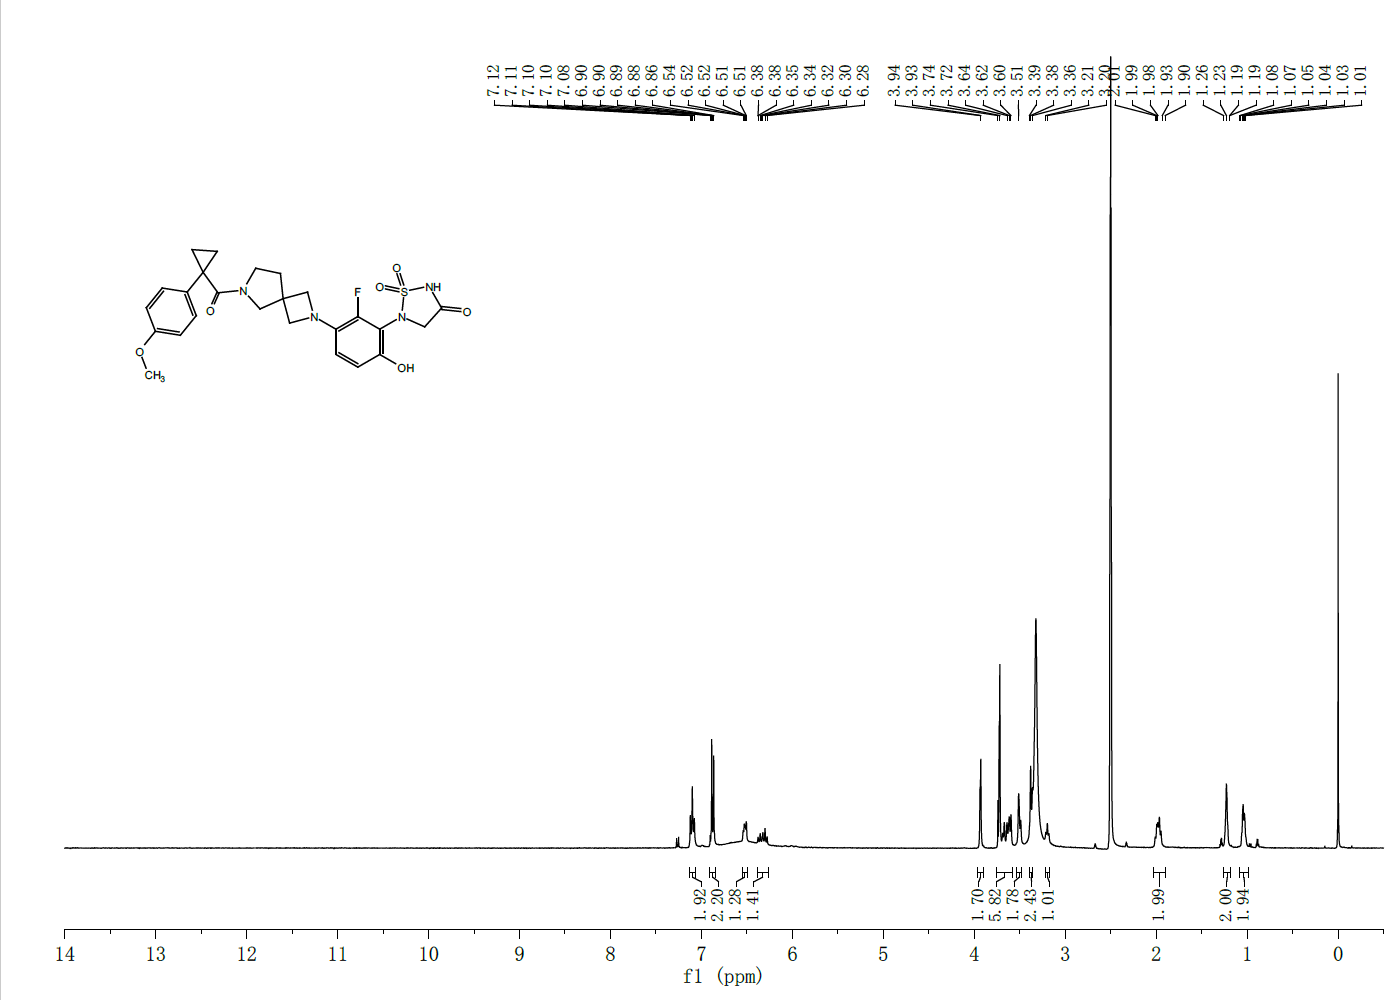 7.12 7.11 7.10 7.10 7.08 6.90 6.90 6.89 6.88 6.86 6.54 6.52 6.52 6.51 6.51 6.38 6.38 6.35 6.34 6.32 6.30 6.28 3.94 3.93 3.74 3.72 3.64 3.62 3.60 3.51 3.39 3.38 3.36 3.21 3.20 2.01 1.99 1.98 1.93 1.90 1.26 1.23 1.19 1.19 1.08 1.07 1.05 1.04 1.03 1.01
O
O S NH
F
N O
N
O
N
O
OH
CH3
1.92 2.20 1.28 1.41 1.70 5.82 1.78 2.43 1.01 1.99 2.00 1.94
14 13 12 11 10 9 8 7 6 5 4 3 2 1 0
f1 (ppm)